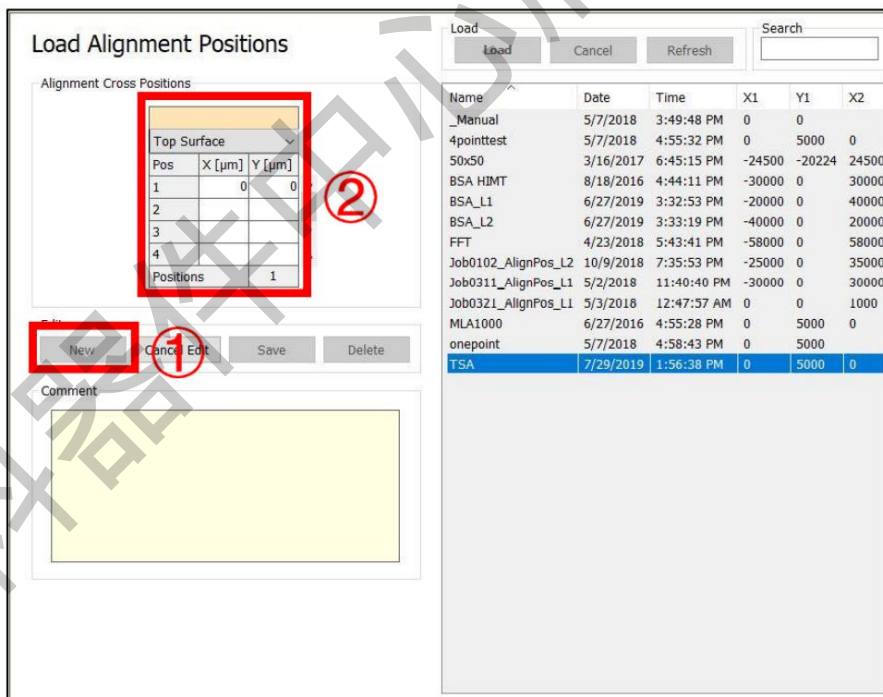 Load Alignment Positions
Alignment Cross Positions
Top Surface
Pos X [µm] Y [µm]
1 0 0
2
3
4
Positions 1
②
New Cancel Edit Save Delete
①
Comment
Load
Load Cancel Refresh
Search
Name Date Time X1 Y1 X2
_Manual 5/7/2018 3:49:48 PM 0 0
4pointtest 5/7/2018 4:55:32 PM 0 5000 0
50x50 3/16/2017 6:45:15 PM -24500 -20224 24500
BSA HIMT 8/18/2016 4:44:11 PM -30000 0 30000
BSA_L1 6/27/2019 3:32:53 PM -20000 0 40000
BSA_L2 6/27/2019 3:33:19 PM -40000 0 20000
FFT 4/23/2018 5:43:41 PM -58000 0 58000
Job0102_AlignPos_L2 10/9/2018 7:35:53 PM -25000 0 35000
Job0311_AlignPos_L1 5/2/2018 11:40:40 PM -30000 0 30000
Job0321_AlignPos_L1 5/3/2018 12:47:57 AM 0 0 1000
MLA1000 6/27/2016 4:55:28 PM 0 5000 0
onepoint 5/7/2018 4:58:43 PM 0 5000
TSA 7/29/2019 1:56:38 PM 0 5000 0
器件中心